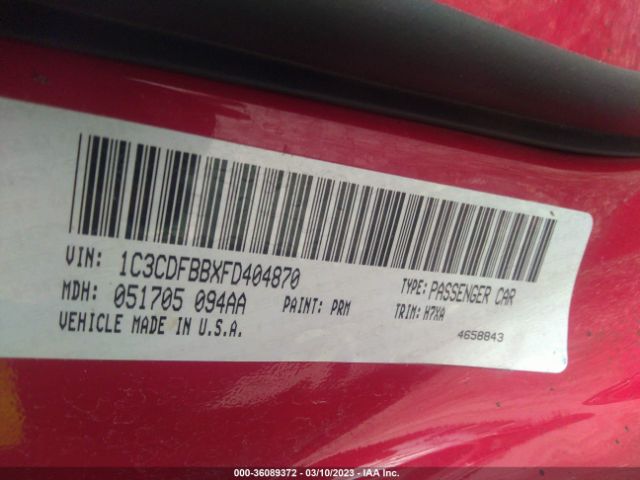 VIN: 1C3CDFBBXFD404870
TYPE: PASSENGER CAR
MDH: 051705 094AA
PAINT: PRM
TRIM: H7XA
VEHICLE MADE IN U.S.A.
4658843
000-36089372 — 03/10/2023 — IAA Inc.